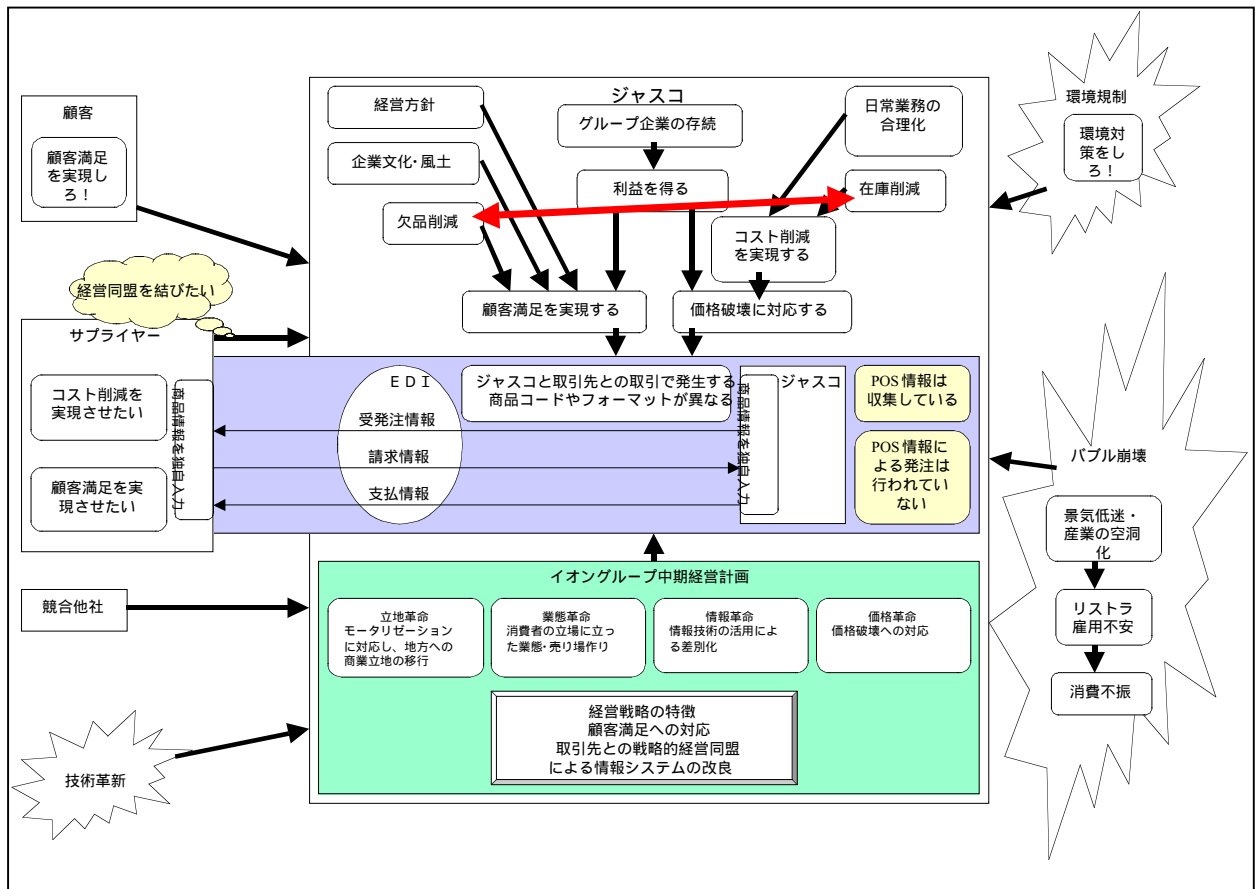 ジャスコ
顧客
顧客満足
を実現し
ろ！
経営方針
企業文化・風土
欠品削減
グループ企業の存続
利益を得る
日常業務の
合理化
在庫削減
コスト削減
を実現する
顧客満足を実現する
価格破壊に対応する
環境規制
環境対
策をし
ろ！
経営同盟を結びたい
サプライヤー
コスト削減を
実現させたい
顧客満足を実
現させたい
商品情報を独自入力
ＥＤＩ
受発注情報
請求情報
支払情報
ジャスコと取引先との取引で発生する
商品コードやフォーマットが異なる
商品情報を独自入力
ジャスコ
POS 情報は
収集している
POS 情報に
よる発注は
行われてい
ない
バブル崩壊
景気低迷・
産業の空洞
化
リストラ
雇用不安
消費不振
競合他社
技術革新
イオングループ中期経営計画
立地革命
モータリゼーション
に対応し、地方への
商業立地の移行
業態革命
消費者の立場に立っ
た業態・売り場作り
情報革命
情報技術の活用によ
る差別化
価格革命
価格破壊への対応
経営戦略の特徴
顧客満足への対応
取引先との戦略的経営同盟
による情報システムの改良